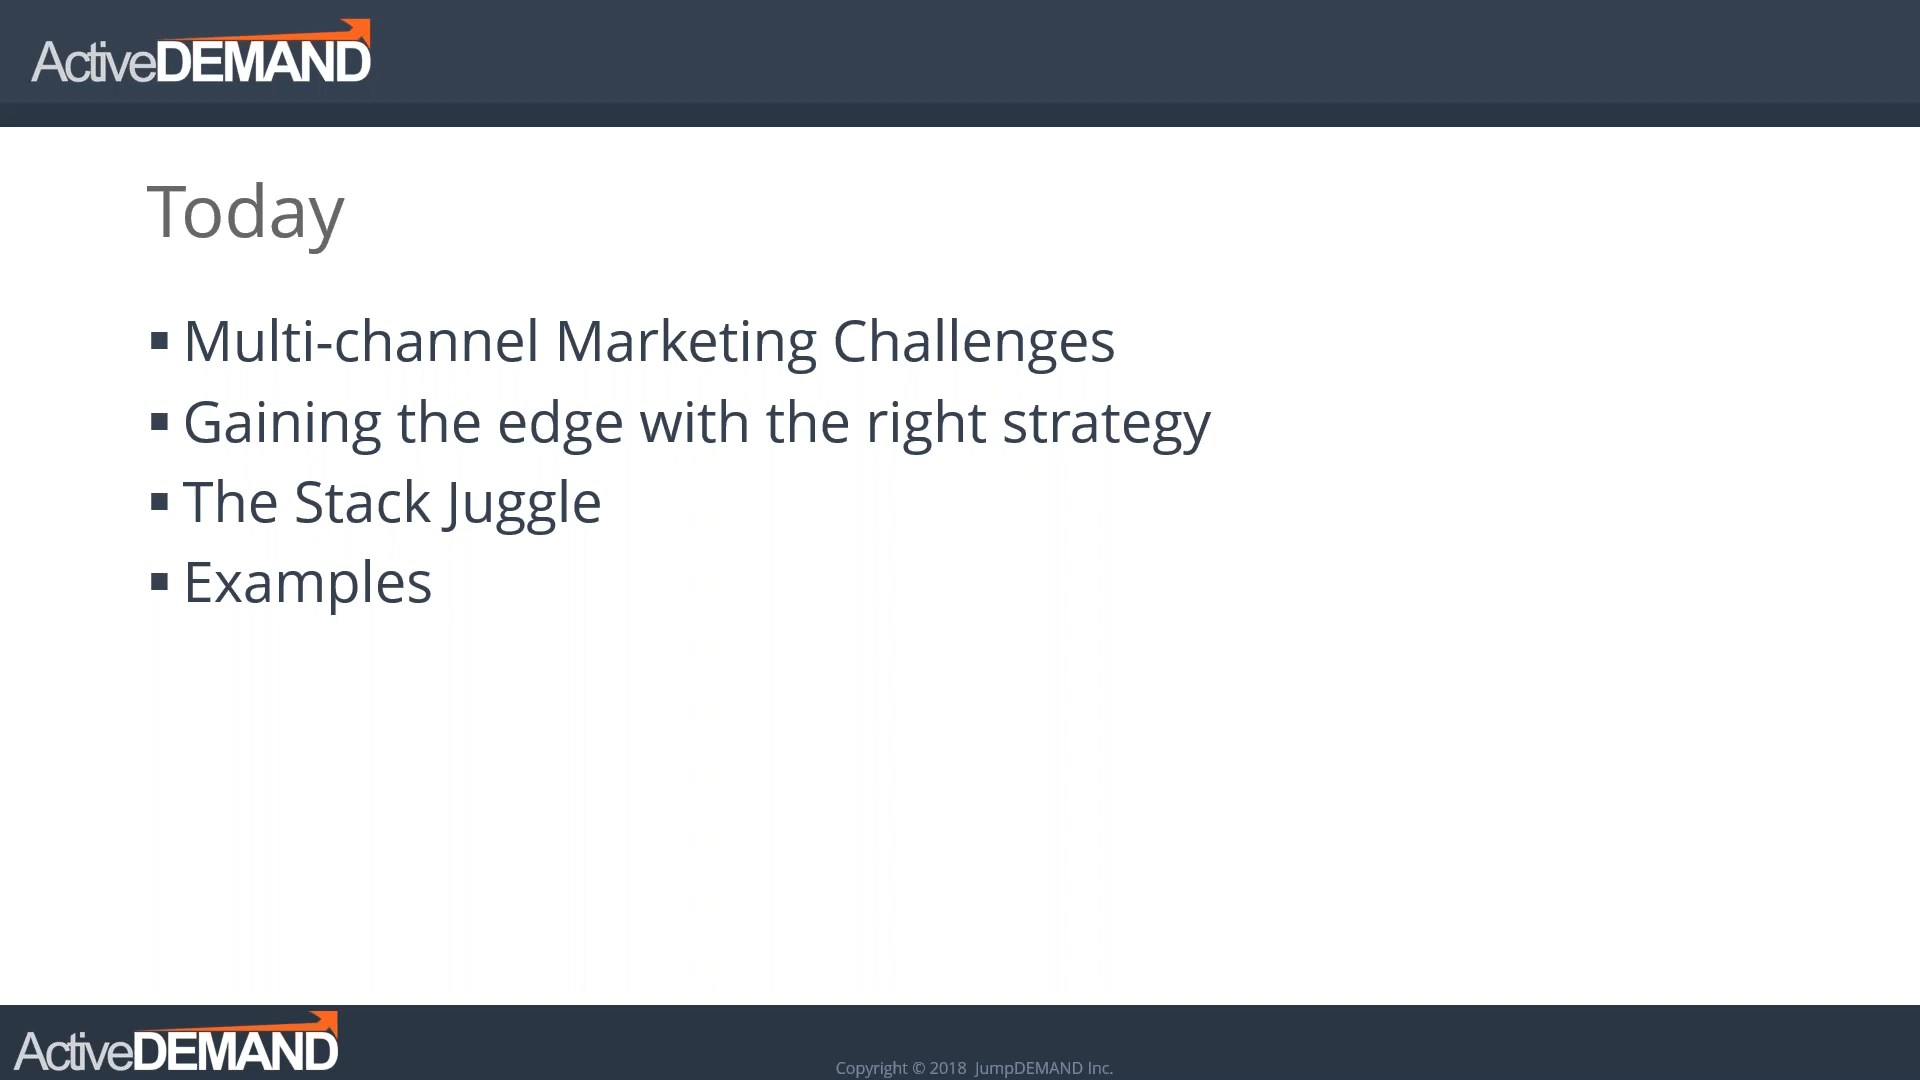 ActiveDEMAND
Today
▪ Multi-channel Marketing Challenges
▪ Gaining the edge with the right strategy
▪ The Stack Juggle
▪ Examples
ActiveDEMAND
Copyright © 2018 JumpDEMAND Inc.